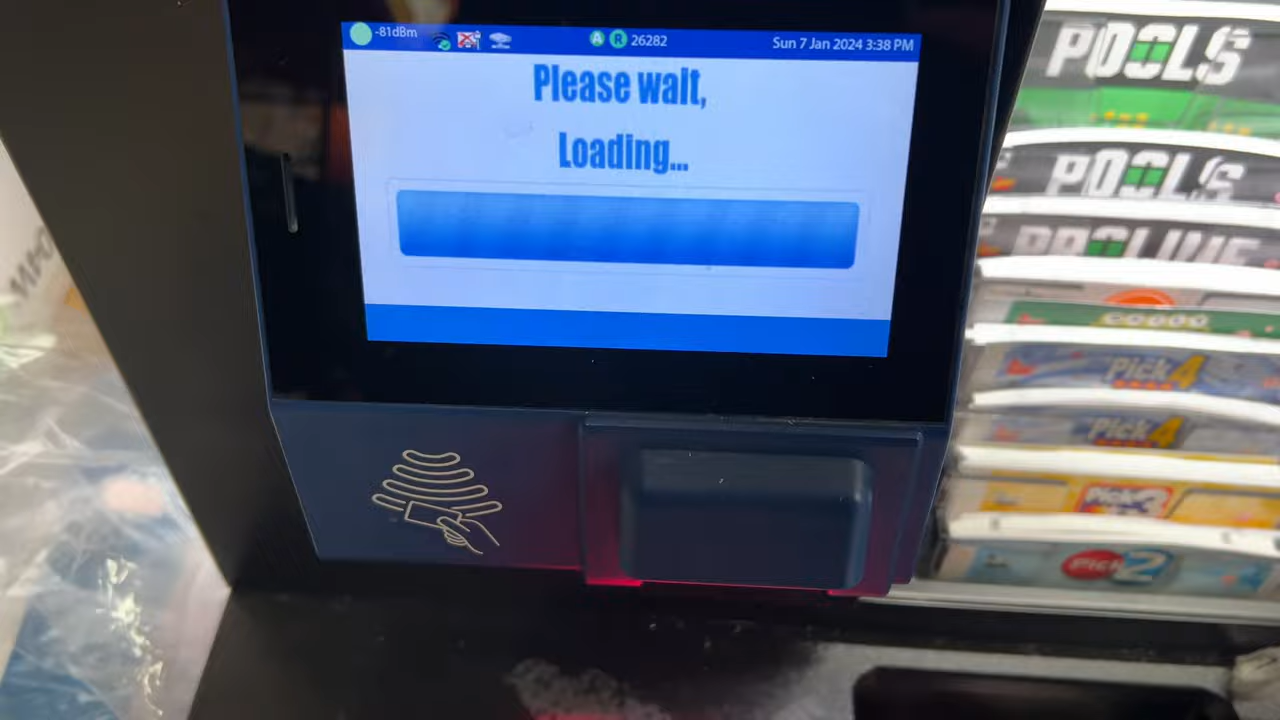 -81dBm
A R 26282
Sun 7 Jan 2024 3:38 PM
Please wait,
Loading...
POOLS
POOLS
PROLINE
Pick 4
Pick 4
Pick 3
Pick 2